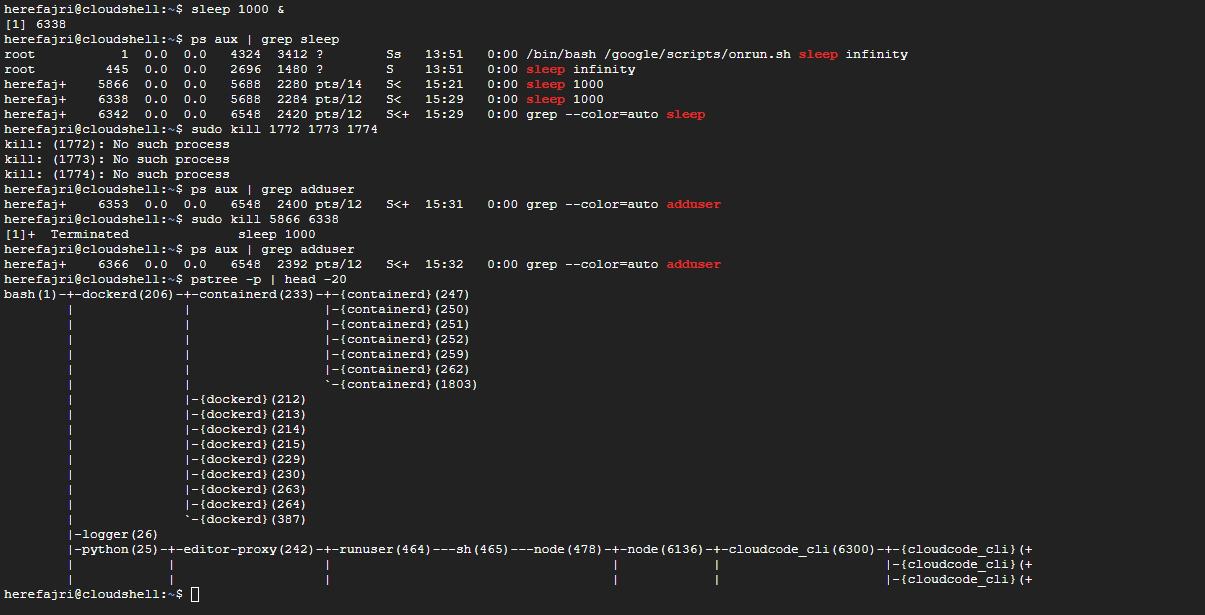 herefajri@cloudshell:~$ sleep 1000 &
[1] 6338
herefajri@cloudshell:~$ ps aux | grep sleep
root           1  0.0  0.0   4324  3412 ?        Ss   13:51   0:00 /bin/bash /google/scripts/onrun.sh sleep infinity
root         445  0.0  0.0   2696  1480 ?        S    13:51   0:00 sleep infinity
herefaj+    5866  0.0  0.0   5688  2280 pts/14   S<   15:21   0:00 sleep 1000
herefaj+    6338  0.0  0.0   5688  2284 pts/12   S<   15:29   0:00 sleep 1000
herefaj+    6342  0.0  0.0   6548  2420 pts/12   S<+  15:29   0:00 grep --color=auto sleep
herefajri@cloudshell:~$ sudo kill 1772 1773 1774
kill: (1772): No such process
kill: (1773): No such process
kill: (1774): No such process
herefajri@cloudshell:~$ ps aux | grep adduser
herefaj+    6353  0.0  0.0   6548  2400 pts/12   S<+  15:31   0:00 grep --color=auto adduser
herefajri@cloudshell:~$ sudo kill 5866 6338
[1]+  Terminated              sleep 1000
herefajri@cloudshell:~$ ps aux | grep adduser
herefaj+    6366  0.0  0.0   6548  2392 pts/12   S<+  15:32   0:00 grep --color=auto adduser
herefajri@cloudshell:~$ pstree -p | head -20
bash(1)-+-dockerd(206)-+-containerd(233)-+-{containerd}(247)
        |              |                 |-{containerd}(250)
        |              |                 |-{containerd}(251)
        |              |                 |-{containerd}(252)
        |              |                 |-{containerd}(259)
        |              |                 |-{containerd}(262)
        |              |                 `-{containerd}(1803)
        |              |-{dockerd}(212)
        |              |-{dockerd}(213)
        |              |-{dockerd}(214)
        |              |-{dockerd}(215)
        |              |-{dockerd}(229)
        |              |-{dockerd}(230)
        |              |-{dockerd}(263)
        |              |-{dockerd}(264)
        |              `-{dockerd}(387)
        |-logger(26)
        |-python(25)-+-editor-proxy(242)-+-runuser(464)---sh(465)---node(478)-+-node(6136)-+-cloudcode_cli(6300)-+-{cloudcode_cli}(+
        |            |                   |                                    |            |                     |-{cloudcode_cli}(+
        |            |                   |                                    |            |                     |-{cloudcode_cli}(+
herefajri@cloudshell:~$